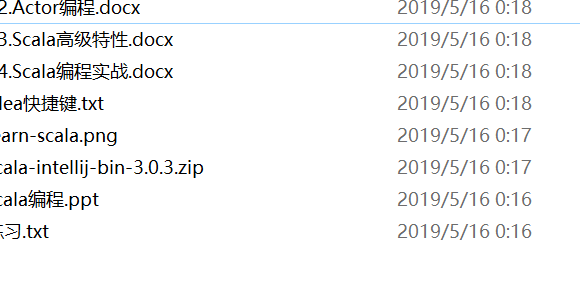 2.Actor编程.docx 2019/5/16 0:18
3.Scala高级特性.docx 2019/5/16 0:18
4.Scala编程实战.docx 2019/5/16 0:18
dea快捷键.txt 2019/5/16 0:18
earn-scala.png 2019/5/16 0:17
cala-intellij-bin-3.0.3.zip 2019/5/16 0:17
cala编程.ppt 2019/5/16 0:16
练习.txt 2019/5/16 0:16